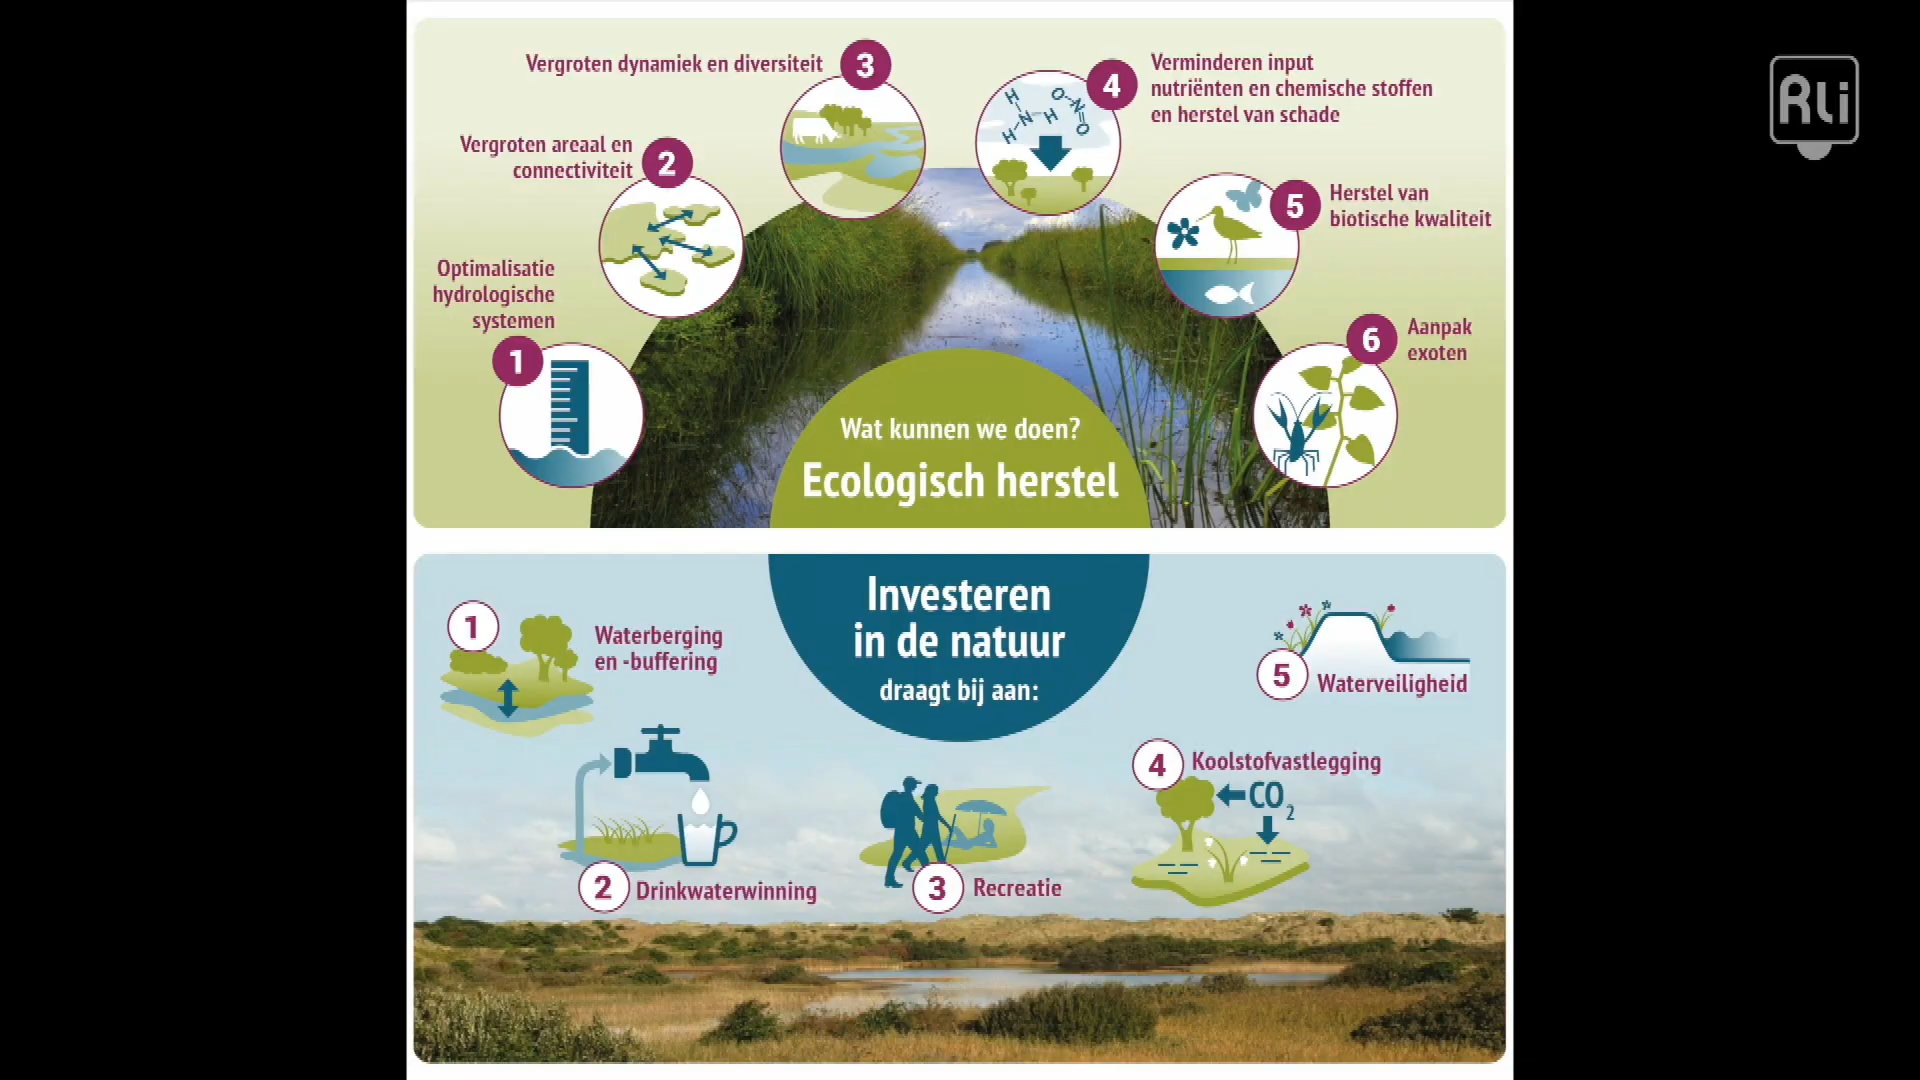 Vergroten dynamiek en diversiteit
3
4
Verminderen input
nutriënten en chemische stoffen
en herstel van schade
H
H
N
H
O
N
O
Vergroten areaal en
connectiviteit
2
5
Herstel van
biotische kwaliteit
Optimalisatie
hydrologische
systemen
1
6
Aanpak
exoten
Wat kunnen we doen?
Ecologisch herstel
Investeren
in de natuur
draagt bij aan:
1
Waterberging
en -buffering
2
Drinkwaterwinning
3
Recreatie
4
Koolstofvastlegging
CO2
5
Waterveiligheid
Rli